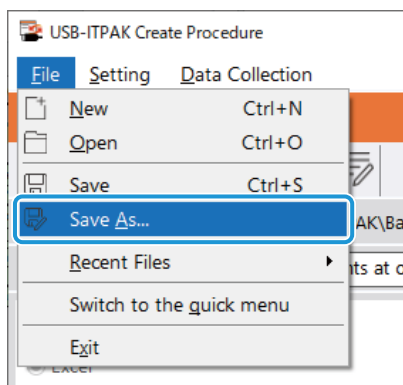 USB-ITPAK Create Procedure
File Setting Data Collection
New Ctrl+N
Open Ctrl+O
Save Ctrl+S
Save As...
AK\Ba
Recent Files
nts at o
Switch to the quick menu
Exit
Excel